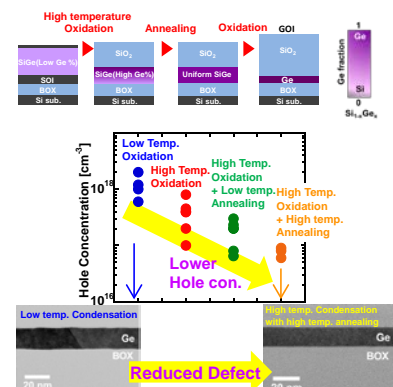 High temperature
Oxidation
Annealing
Oxidation
GOI
SiGe(Low Ge %)
SOI
BOX
Si sub.
SiO2
SiGe(High Ge%)
BOX
Si sub.
SiO2
Uniform SiGe
BOX
Si sub.
SiO2
Ge
BOX
Si sub.
Ge fraction
1
Ge
Si
0
Si1-xGex
Hole Concentration [cm-3]
10^18
10^16
Low Temp.
Oxidation
High Temp.
Oxidation
High Temp.
Oxidation
+ Low temp.
Annealing
High Temp.
Oxidation
+ High temp.
Annealing
Lower
Hole con.
Low temp. Condensation
Ge
BOX
20 nm
High temp. Condensation
with high temp. annealing
Ge
BOX
20 nm
Reduced Defect